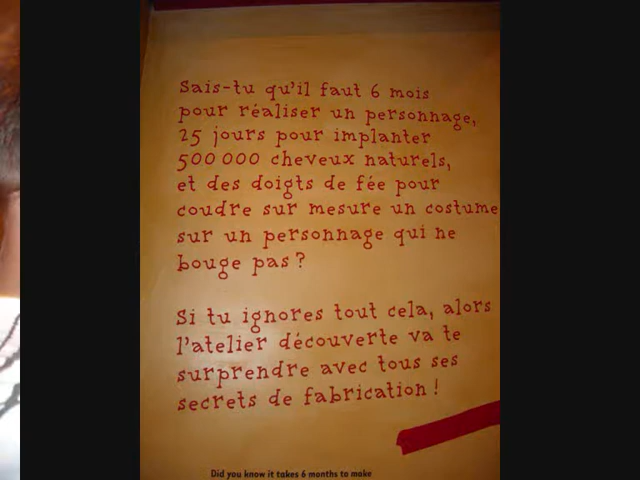 Sais-tu qu'il faut 6 mois
pour réaliser un personnage,
25 jours pour implanter
500 000 cheveux naturels,
et des doigts de fée pour
coudre sur mesure un costume
sur un personnage qui ne
bouge pas ?
Si tu ignores tout cela, alors
l'atelier découverte va te
surprendre avec tous ses
secrets de fabrication !
Did you know it takes 6 months to make